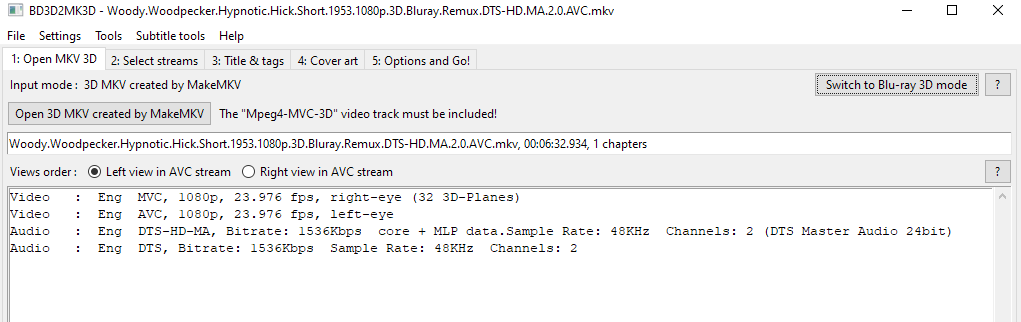 BD3D2MK3D - Woody.Woodpecker.Hypnotic.Hick.Short.1953.1080p.3D.Bluray.Remux.DTS-HD.MA.2.0.AVC.mkv
File Settings Tools Subtitle tools Help
1: Open MKV 3D 2: Select streams 3: Title & tags 4: Cover art 5: Options and Go!
Input mode : 3D MKV created by MakeMKV Switch to Blu-ray 3D mode ?
Open 3D MKV created by MakeMKV The "Mpeg4-MVC-3D" video track must be included!
Woody.Woodpecker.Hypnotic.Hick.Short.1953.1080p.3D.Bluray.Remux.DTS-HD.MA.2.0.AVC.mkv, 00:06:32.934, 1 chapters
Views order : Left view in AVC stream Right view in AVC stream ?
Video : Eng MVC, 1080p, 23.976 fps, right-eye (32 3D-Planes)
Video : Eng AVC, 1080p, 23.976 fps, left-eye
Audio : Eng DTS-HD-MA, Bitrate: 1536Kbps core + MLP data.Sample Rate: 48KHz Channels: 2 (DTS Master Audio 24bit)
Audio : Eng DTS, Bitrate: 1536Kbps Sample Rate: 48KHz Channels: 2